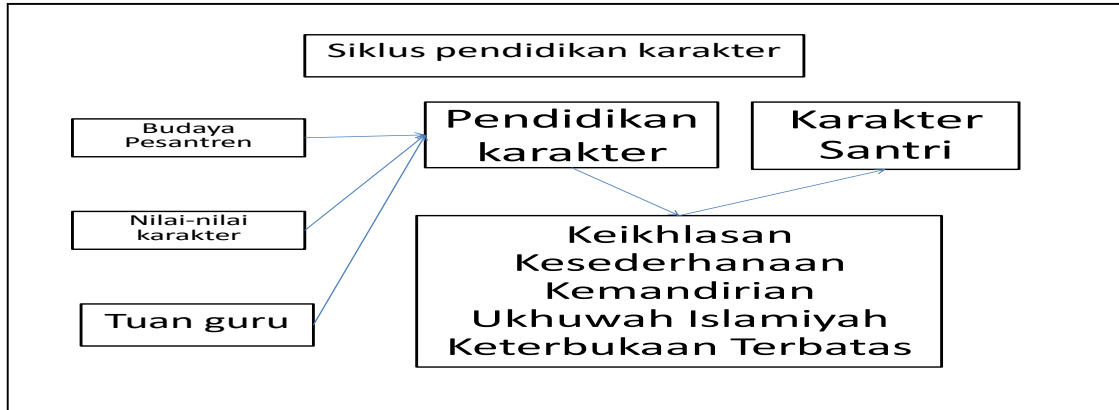 Siklus pendidikan karakter
Budaya
Pesantren
Pendidikan
karakter
Karakter
Santri
Nilai-nilai
karakter
Tuan guru
Keikhlasan
Kesederhanaan
Kemandirian
Ukhuwah Islamiyah
Keterbukaan Terbatas